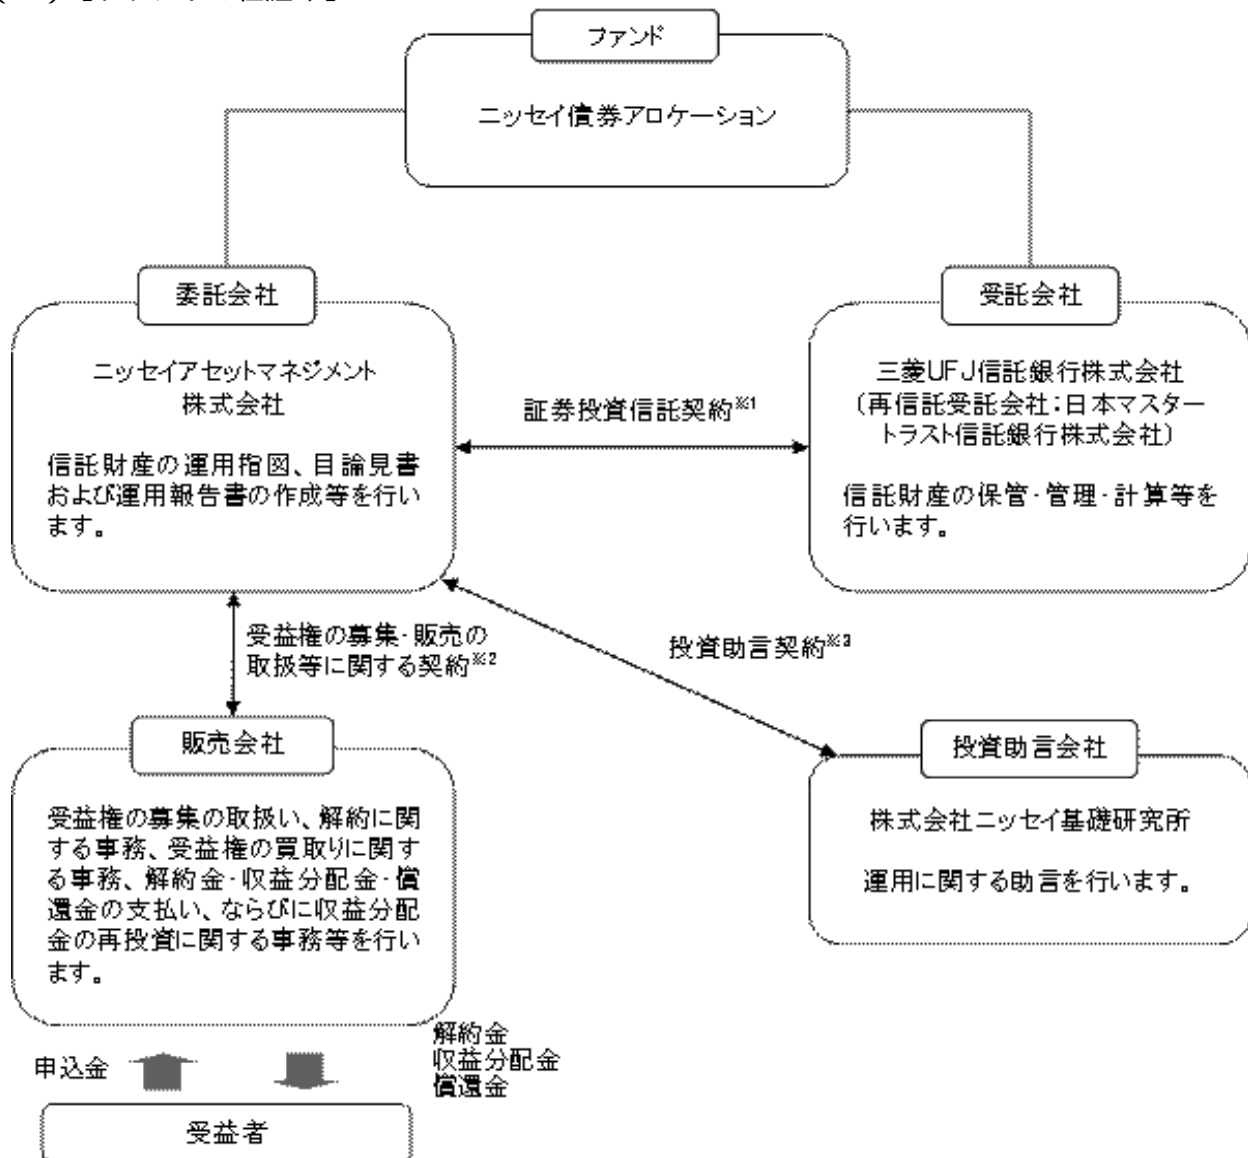 ファンド
ニッセイ債券アロケーション
委託会社
ニッセイアセットマネジメント
株式会社
信託財産の運用指図、目論見書
および運用報告書の作成等を行い
ます。
証券投資信託契約※1
受託会社
三菱UFJ信託銀行株式会社
(再信託受託会社:日本マスター
トラスト信託銀行株式会社)
信託財産の保管・管理・計算等を
行います。
受益権の募集・販売の
取扱等に関する契約※2
投資助言契約※3
販売会社
受益権の募集の取扱い、解約に関
する事務、受益権の買取りに関す
る事務、解約金・収益分配金・償
還金の支払い、ならびに収益分配
金の再投資に関する事務等を行い
ます。
投資助言会社
株式会社ニッセイ基礎研究所
運用に関する助言を行います。
申込金
解約金
収益分配金
償還金
受益者